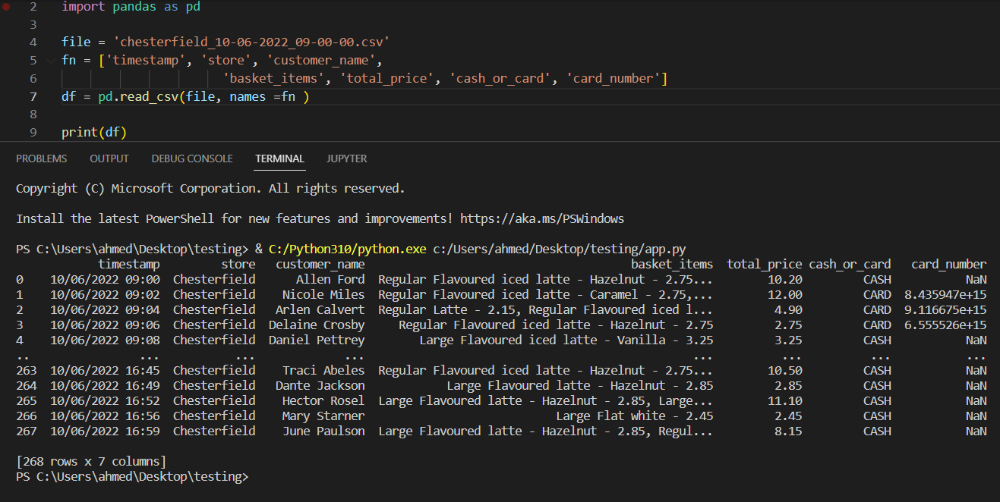 2 import pandas as pd
3
4 file = 'chesterfield_10-06-2022_09-00-00.csv'
5 fn = ['timestamp', 'store', 'customer_name',
6 'basket_items', 'total_price', 'cash_or_card', 'card_number']
7 df = pd.read_csv(file, names =fn )
8
9 print(df)
PROBLEMS OUTPUT DEBUG CONSOLE TERMINAL JUPYTER
Copyright (C) Microsoft Corporation. All rights reserved.
Install the latest PowerShell for new features and improvements! https://aka.ms/PSWindows
PS C:\Users\ahmed\Desktop\testing> & C:/Python310/python.exe c:/Users/ahmed/Desktop/testing/app.py
timestamp store customer_name basket_items total_price cash_or_card card_number
0 10/06/2022 09:00 Chesterfield Allen Ford Regular Flavoured iced latte - Hazelnut - 2.75... 10.20 CASH NaN
1 10/06/2022 09:02 Chesterfield Nicole Miles Regular Flavoured iced latte - Caramel - 2.75,... 12.00 CARD 8.435947e+15
2 10/06/2022 09:04 Chesterfield Arlen Calvert Regular Latte - 2.15, Regular Flavoured iced l... 4.90 CARD 9.116675e+15
3 10/06/2022 09:06 Chesterfield Delaine Crosby Regular Flavoured iced latte - Hazelnut - 2.75 2.75 CARD 6.555526e+15
4 10/06/2022 09:08 Chesterfield Daniel Pettrey Large Flavoured iced latte - Vanilla - 3.25 3.25 CASH NaN
.. ... ... ... ... ... ... ...
263 10/06/2022 16:45 Chesterfield Traci Abeles Regular Flavoured iced latte - Hazelnut - 2.75... 10.50 CASH NaN
264 10/06/2022 16:49 Chesterfield Dante Jackson Large Flavoured latte - Hazelnut - 2.85 2.85 CASH NaN
265 10/06/2022 16:52 Chesterfield Hector Rosel Large Flavoured latte - Hazelnut - 2.85, Large... 11.10 CASH NaN
266 10/06/2022 16:56 Chesterfield Mary Starner Large Flat white - 2.45 2.45 CASH NaN
267 10/06/2022 16:59 Chesterfield June Paulson Large Flavoured latte - Hazelnut - 2.85, Regul... 8.15 CASH NaN
[268 rows x 7 columns]
PS C:\Users\ahmed\Desktop\testing>